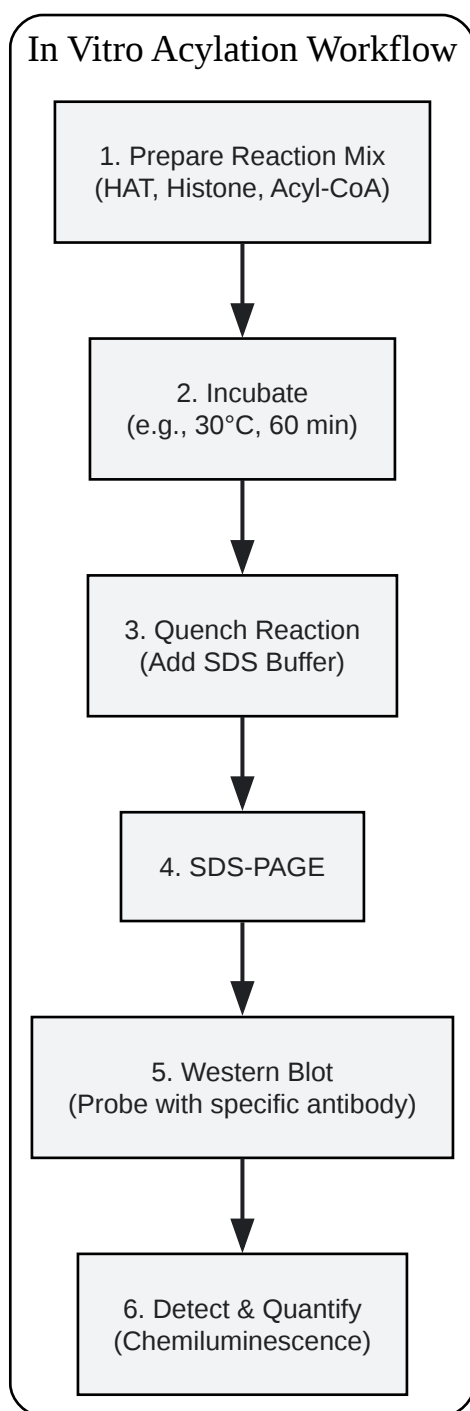 In Vitro Acylation Workflow
1. Prepare Reaction Mix
(HAT, Histone, Acyl-CoA)
2. Incubate
(e.g., 30°C, 60 min)
3. Quench Reaction
(Add SDS Buffer)
4. SDS-PAGE
5. Western Blot
(Probe with specific antibody)
6. Detect & Quantify
(Chemiluminescence)